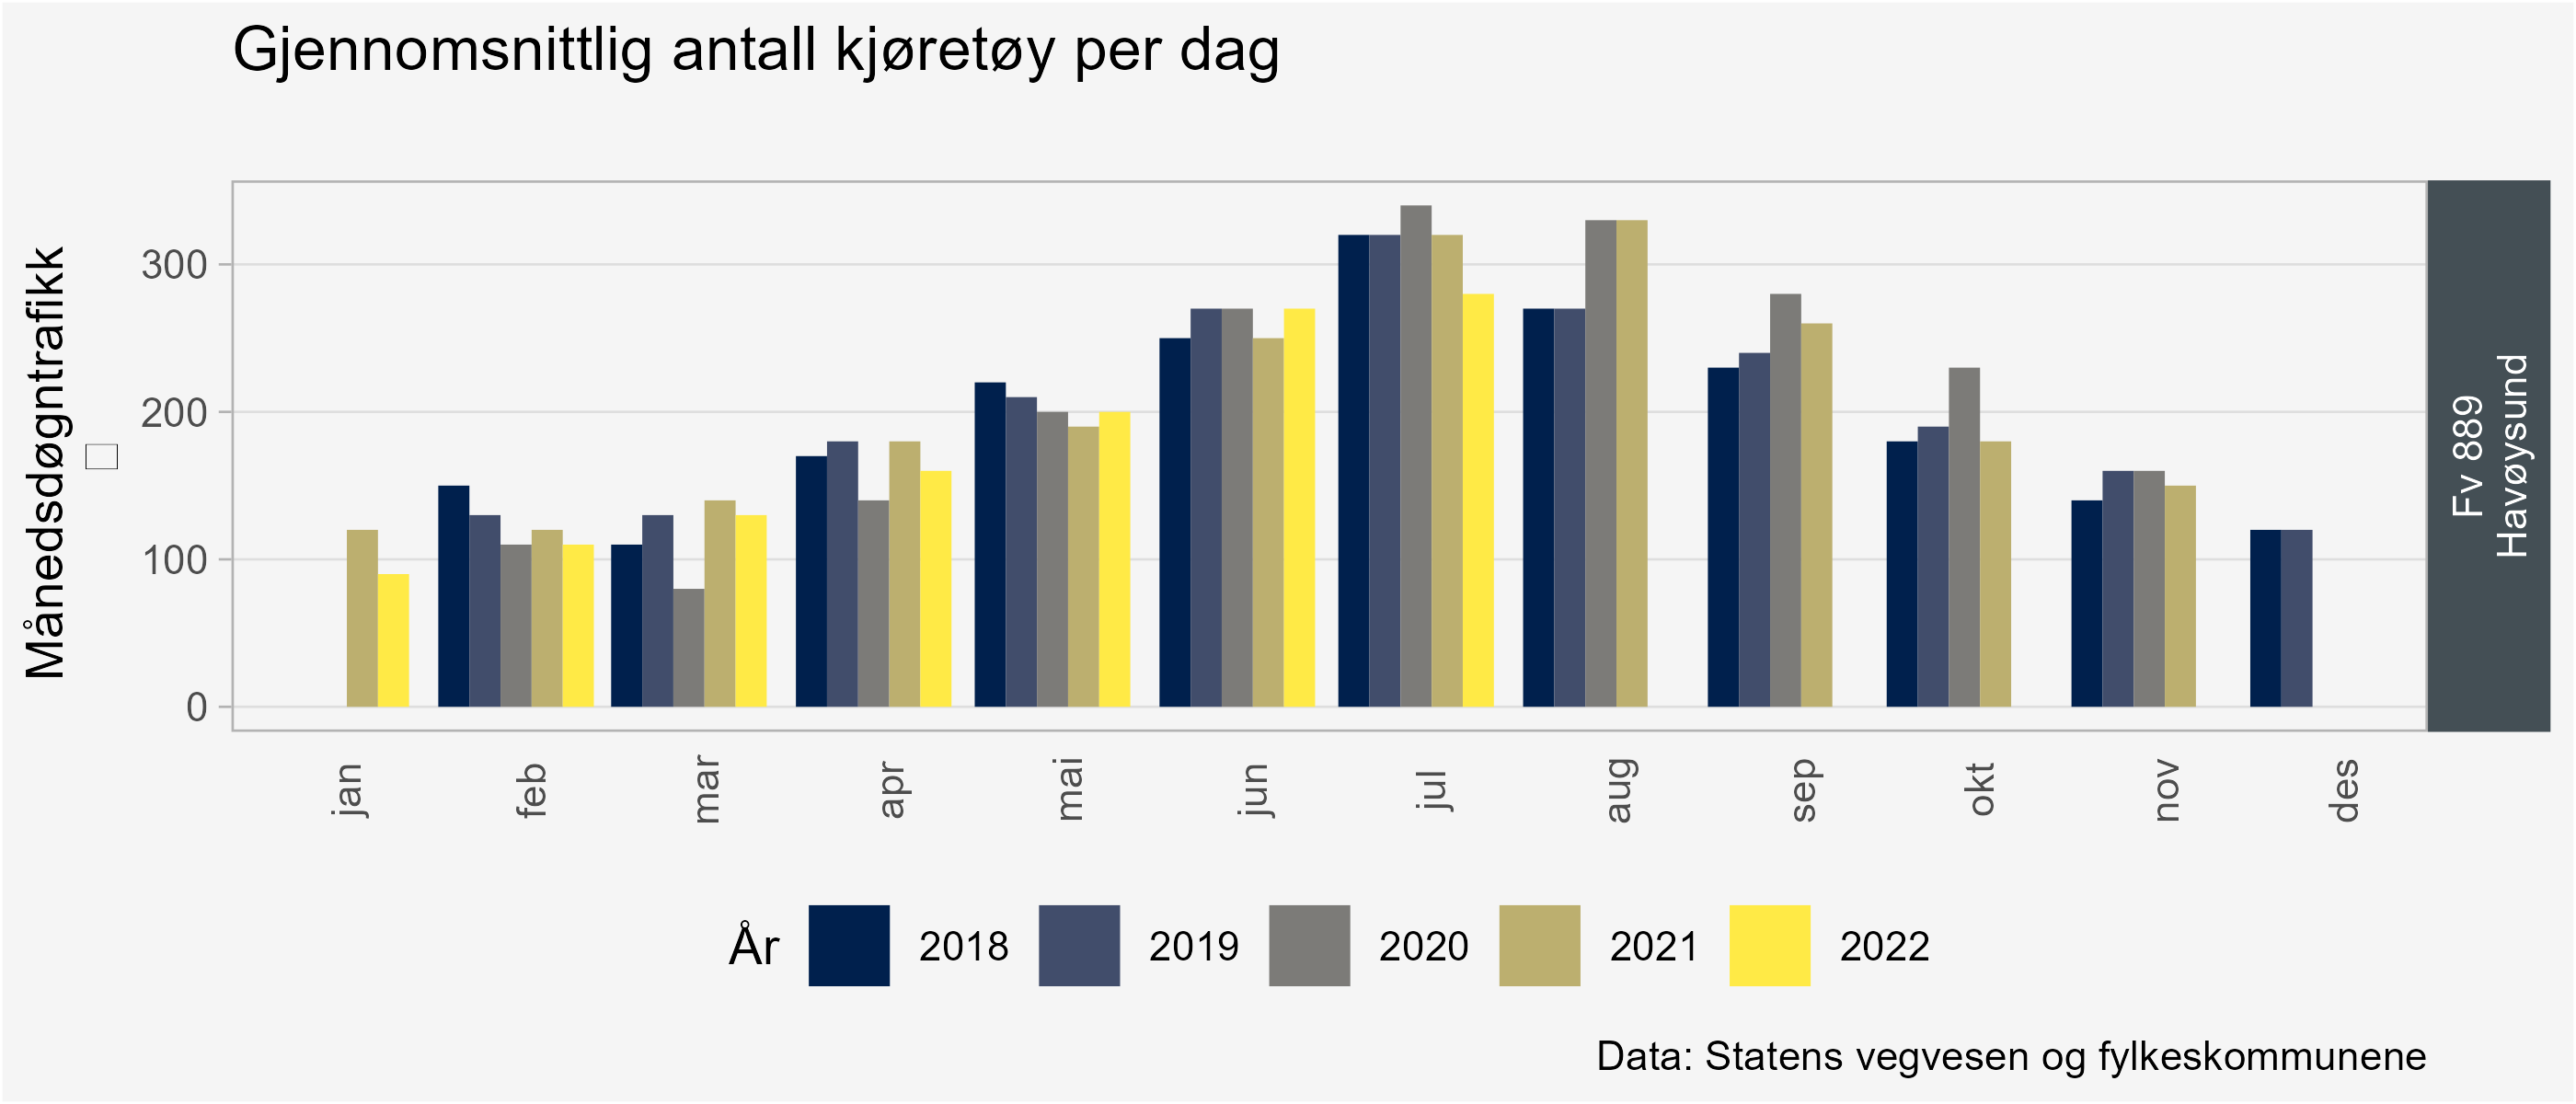 Gjennomsnittlig antall kjøretøy per dag
Månedsdøgntrafikk
300
200
100
0
Fv 889
Havøysund
jan
feb
mar
apr
mai
jun
jul
aug
sep
okt
nov
des
År
2018
2019
2020
2021
2022
Data: Statens vegvesen og fylkeskommunene